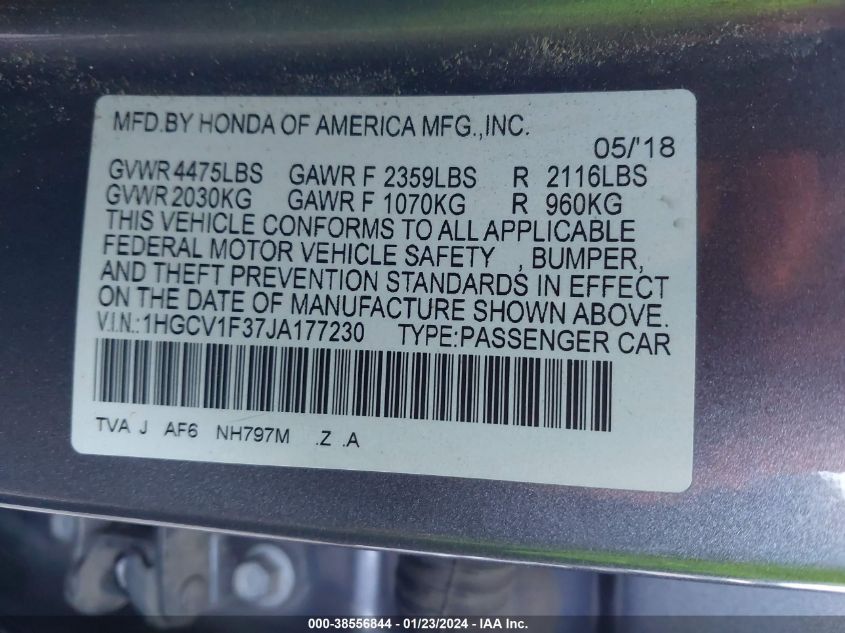 MFD.BY HONDA OF AMERICA MFG.,INC.
05/'18
GVWR 4475LBS GAWR F 2359LBS R 2116LBS
GVWR 2030KG GAWR F 1070KG R 960KG
THIS VEHICLE CONFORMS TO ALL APPLICABLE
FEDERAL MOTOR VEHICLE SAFETY , BUMPER,
AND THEFT PREVENTION STANDARDS IN EFFECT
ON THE DATE OF MANUFACTURE SHOWN ABOVE.
V.I.N.:1HGCV1F37JA177230 TYPE:PASSENGER CAR
TVA J AF6 NH797M .Z .A
000-38556844 - 01/23/2024 - IAA Inc.